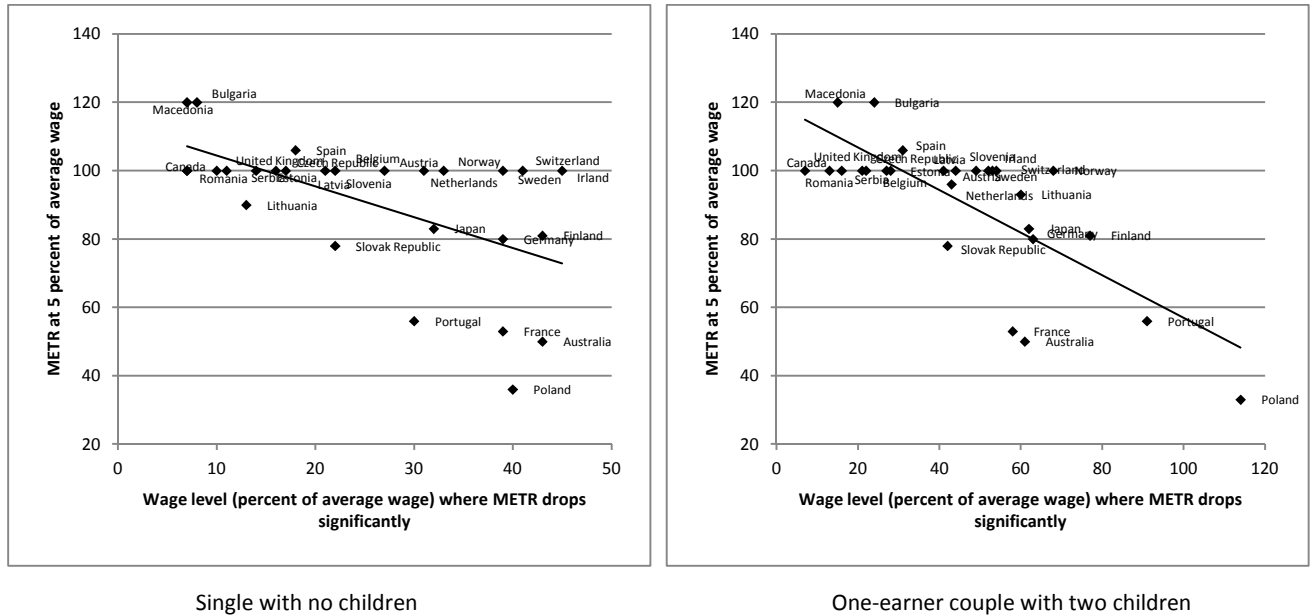 140
120
100
80
60
40
20
METR at 5 percent of average wage
Bulgaria
Macedonia
Spain
Canada
United Kingdom
Czech Republic
Belgium
Austria
Norway
Switzerland
Romania
Serbia
Estonia
Latvia
Slovenia
Netherlands
Sweden
Irland
Lithuania
Japan
Germany
Finland
Slovak Republic
Portugal
France
Australia
Poland
0 10 20 30 40 50
Wage level (percent of average wage) where METR drops
significantly
Single with no children
140
120
100
80
60
40
20
METR at 5 percent of average wage
Macedonia
Bulgaria
Spain
Canada
United Kingdom
Czech Republic
Latvia
Slovenia
Irland
Romania
Serbia
Belgium
Estonia
Austria
Sweden
Switzerland
Norway
Netherlands
Lithuania
Japan
Germany
Finland
Slovak Republic
France
Australia
Portugal
Poland
0 20 40 60 80 100 120
Wage level (percent of average wage) where METR drops
significantly
One-earner couple with two children